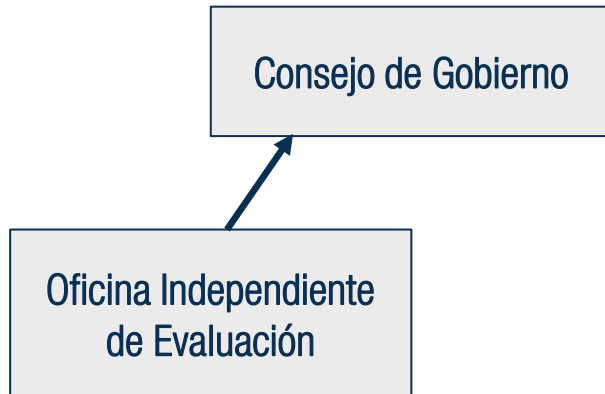 Consejo de Gobierno
Oficina Independiente
de Evaluación